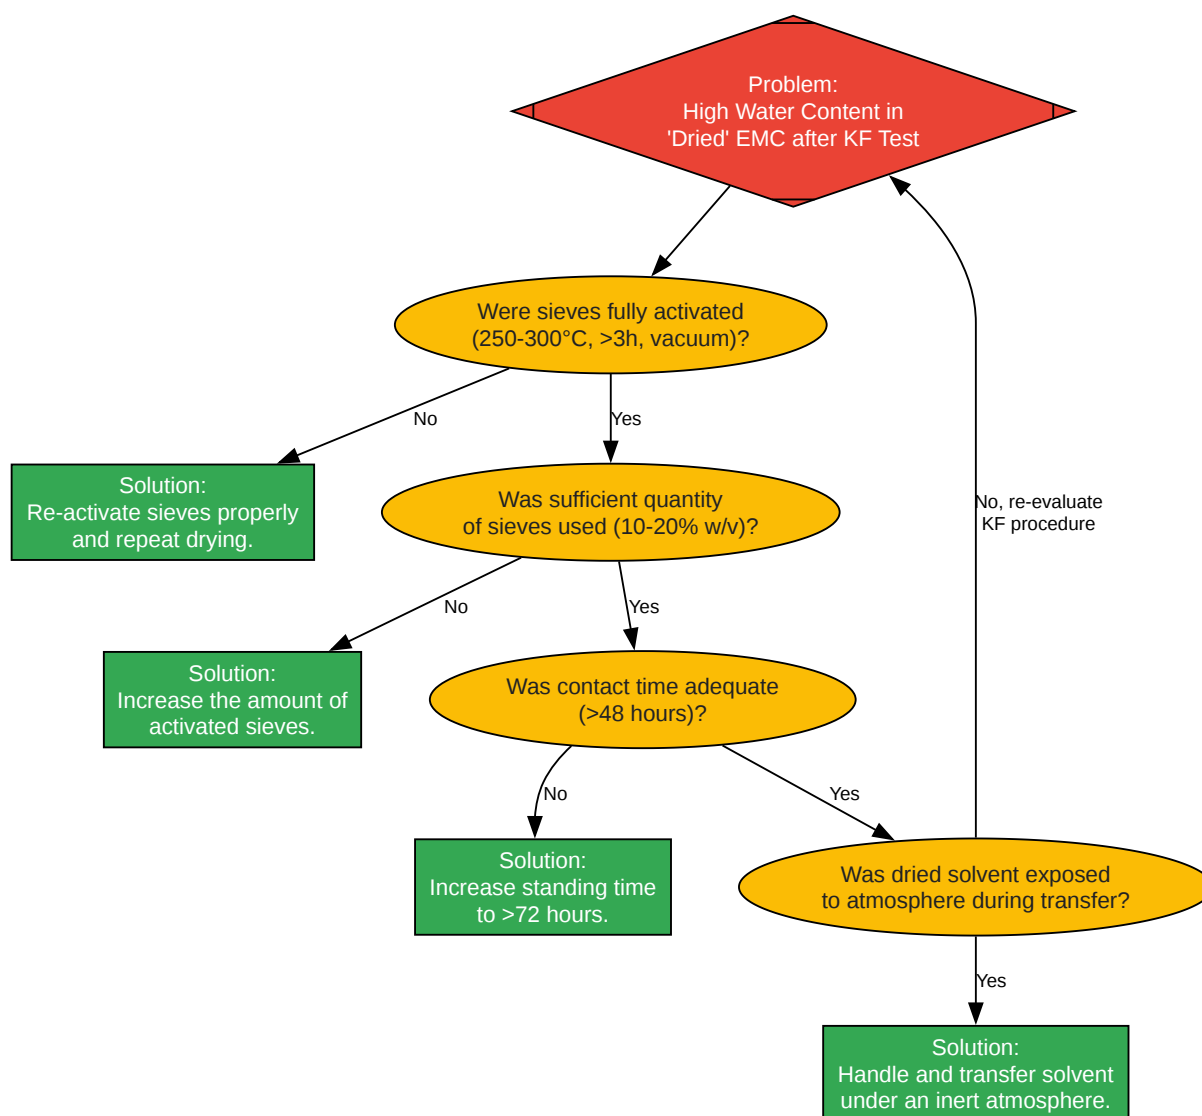 Problem:
High Water Content in
'Dried' EMC after KF Test
Were sieves fully activated
(250-300°C, >3h, vacuum)?
No
Yes
Solution:
Re-activate sieves properly
and repeat drying.
Was sufficient quantity
of sieves used (10-20% w/v)?
No, re-evaluate
KF procedure
No
Yes
Solution:
Increase the amount of
activated sieves.
Was contact time adequate
(>48 hours)?
No
Yes
Solution:
Increase standing time
to >72 hours.
Was dried solvent exposed
to atmosphere during transfer?
Yes
Solution:
Handle and transfer solvent
under an inert atmosphere.